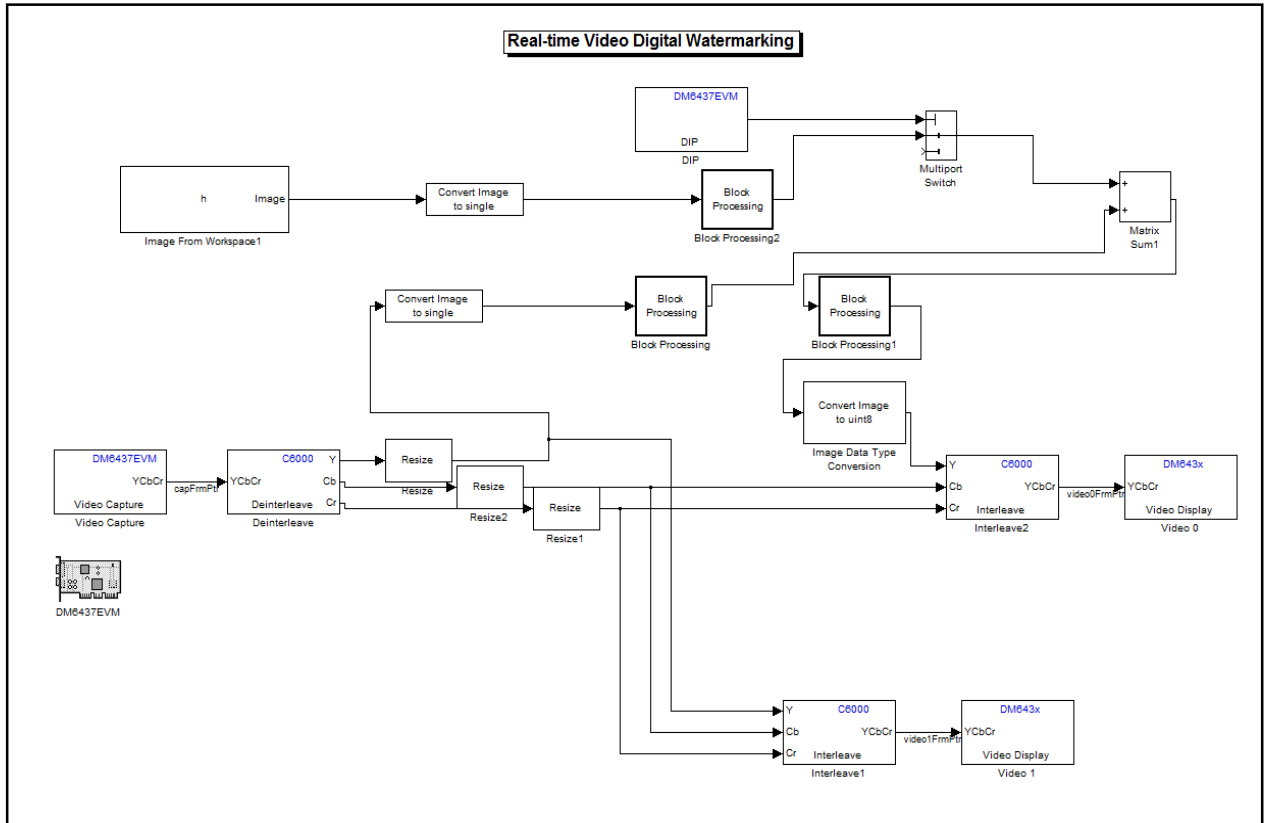 Real-time Video Digital Watermarking
DM6437EVM
DIP
DIP
Multiport
Switch
h
Image
Image From Workspace1
Convert Image
to single
Block
Processing
Block Processing2
+
+
Matrix
Sum1
Convert Image
to single
Block
Processing
Block Processing
Block
Processing
Block Processing1
Convert Image
to uint8
Image Data Type
Conversion
DM6437EVM
YCbCr
Video Capture
Video Capture
capFrmPtr
C6000
YCbCr
Y
Cb
Cr
Deinterleave
Deinterleave
Resize
Resize
Resize
Resize2
Resize
Resize1
C6000
Y
Cb
Cr
YCbCr
Interleave
Interleave2
video0FrmPtr
DM643x
YCbCr
Video Display
Video 0
DM6437EVM
C6000
Y
Cb
Cr
YCbCr
Interleave
Interleave1
video1FrmPtr
DM643x
YCbCr
Video Display
Video 1